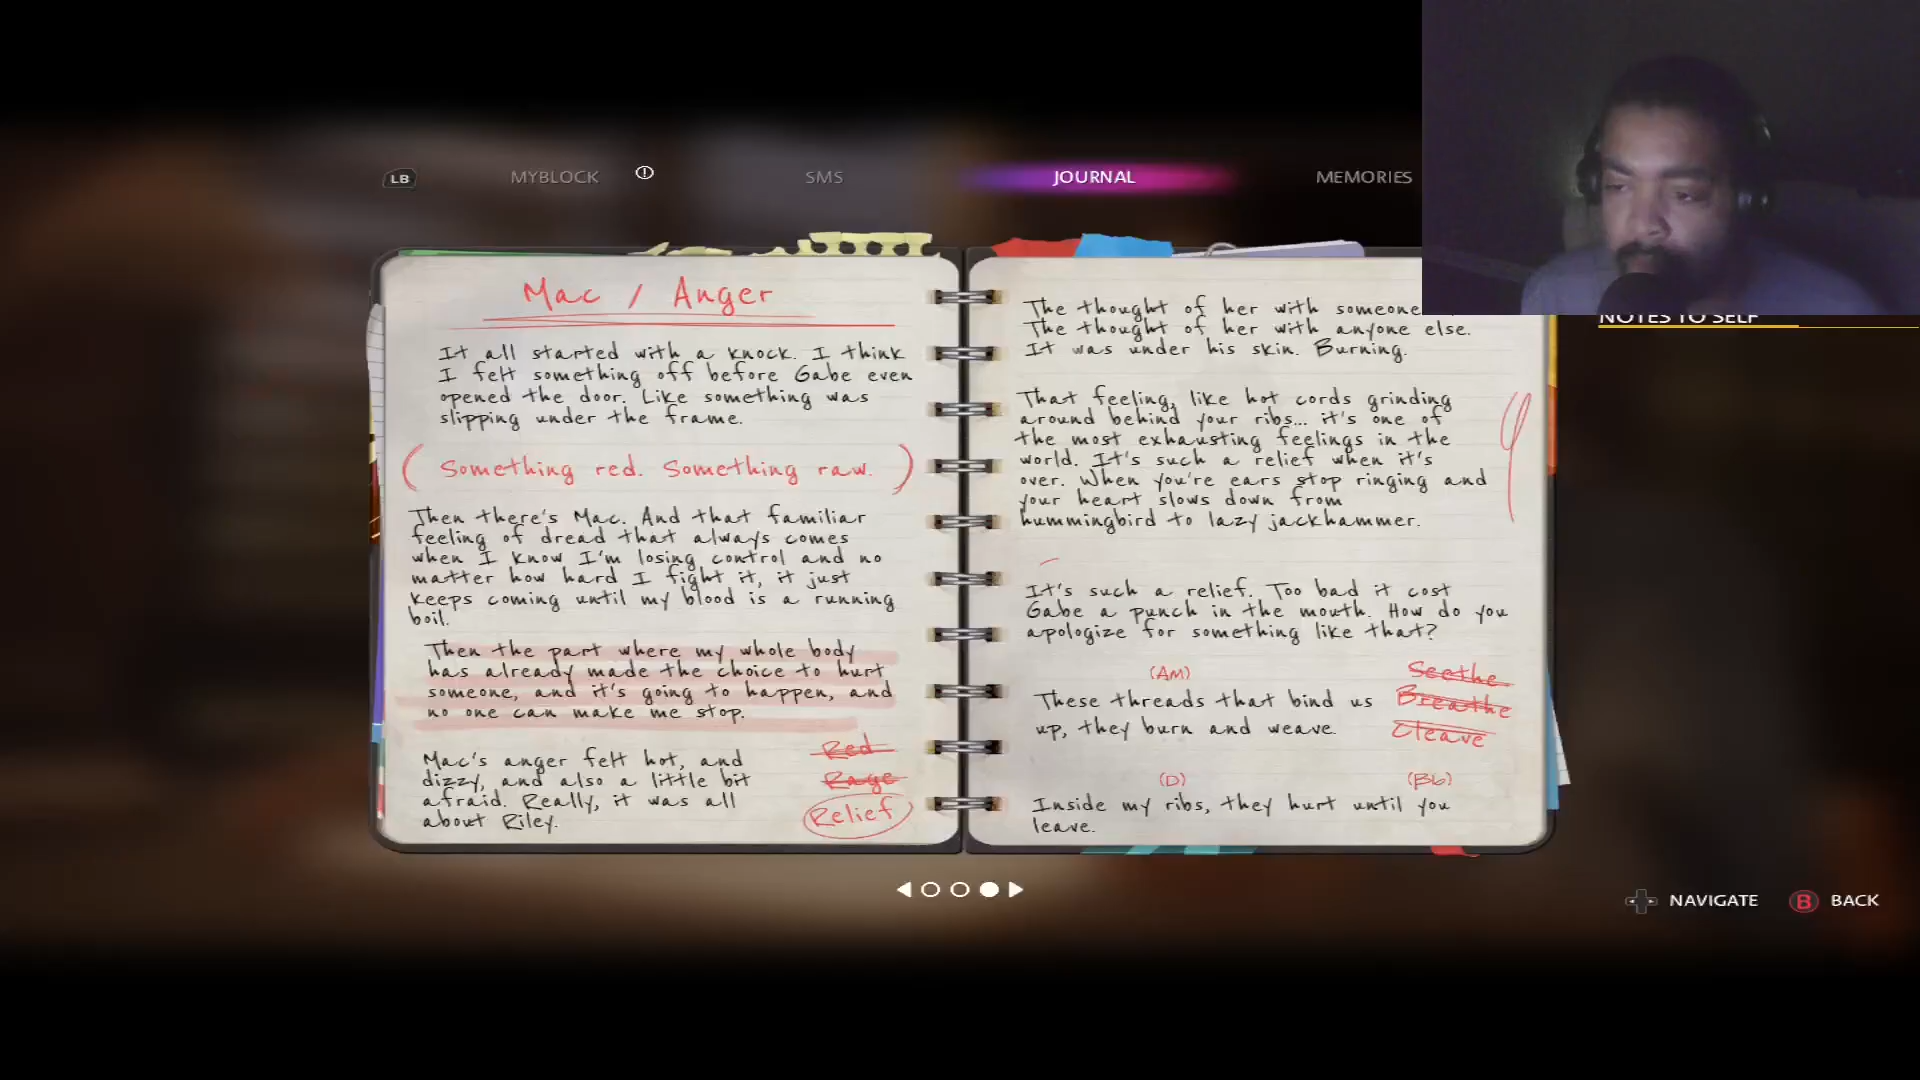 LB
MYBLOCK
SMS
JOURNAL
MEMORIES
NOTES TO SELF
Mac / Anger
It all started with a knock. I think
I felt something off before Gabe even
opened the door. Like something was
slipping under the frame.
(Something red. Something raw.)
Then there's Mac. And that familiar
feeling of dread that always comes
when I know I'm losing control and no
matter how hard I fight it, it just
keeps coming until my blood is a running
boil.
Then the part where my whole body
has already made the choice to hurt
someone, and it's going to happen, and
no one can make me stop.
Mac's anger felt hot, and
dizzy, and also a little bit
afraid. Really, it was all
about Riley.
Red
Rage
Relief
The thought of her with someone
The thought of her with anyone else.
It was under his skin. Burning.
That feeling, like hot cords grinding
around behind your ribs... it's one of
the most exhausting feelings in the
world. It's such a relief when it's
over. When you're ears stop ringing and
your heart slows down from
hummingbird to lazy jackhammer.
It's such a relief. Too bad it cost
Gabe a punch in the mouth. How do you
apologize for something like that?
(Am)
These threads that bind us
up, they burn and weave.
Seethe
Breathe
Cleave
(D) (Bb)
Inside my ribs, they hurt until you
leave.
NAVIGATE
B BACK